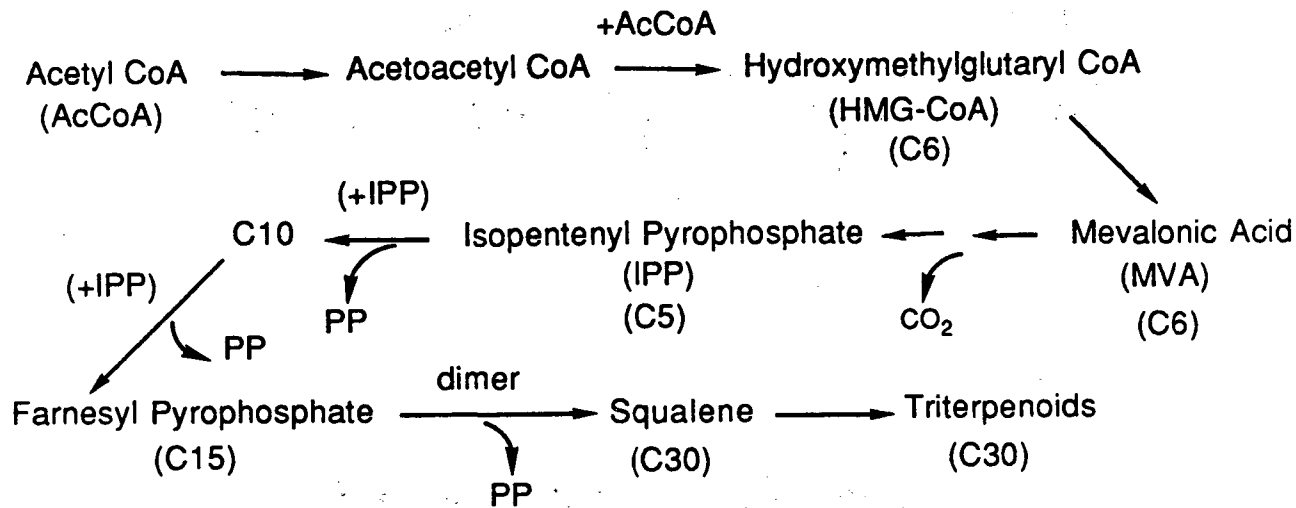 +AcCoA
Acetyl CoA Acetoacetyl CoA Hydroxymethylglutaryl CoA
(AcCoA) (HMG-CoA)
(C6)
(+IPP)
C10 Isopentenyl Pyrophosphate Mevalonic Acid
(+IPP) (IPP) (MVA)
PP (C5) CO2 (C6)
PP
dimer
Farnesyl Pyrophosphate Squalene Triterpenoids
(C15) (C30) (C30)
PP